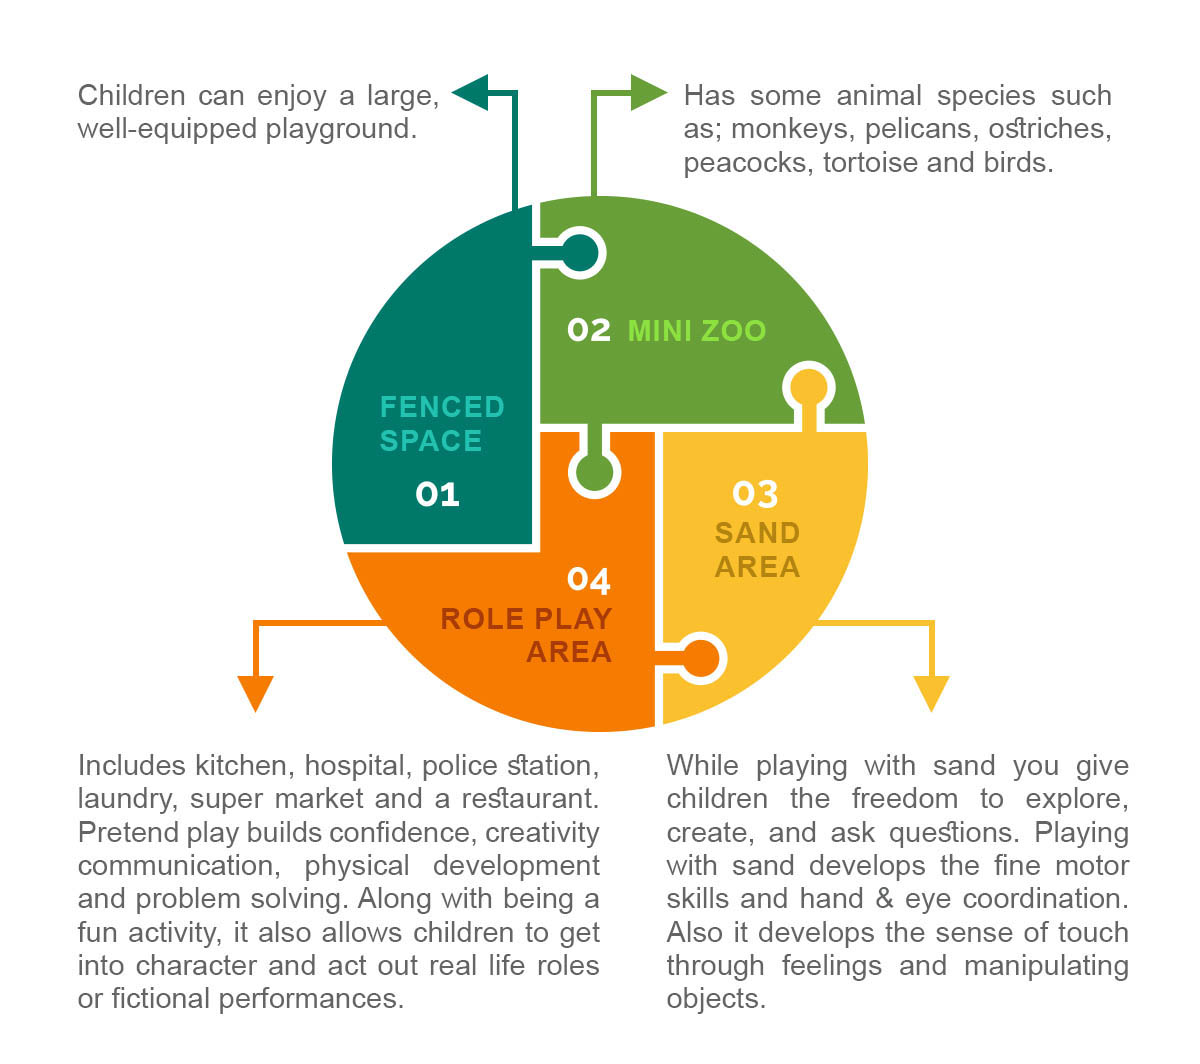 Children can enjoy a large,
well-equipped playground.
Has some animal species such
as; monkeys, pelicans, ostriches,
peacocks, tortoise and birds.
02 MINI ZOO
FENCED
SPACE
01
03
SAND
AREA
04
ROLE PLAY
AREA
Includes kitchen, hospital, police station,
laundry, super market and a restaurant.
Pretend play builds confidence, creativity
communication, physical development
and problem solving. Along with being a
fun activity, it also allows children to get
into character and act out real life roles
or fictional performances.
While playing with sand you give
children the freedom to explore,
create, and ask questions. Playing
with sand develops the fine motor
skills and hand & eye coordination.
Also it develops the sense of touch
through feelings and manipulating
objects.